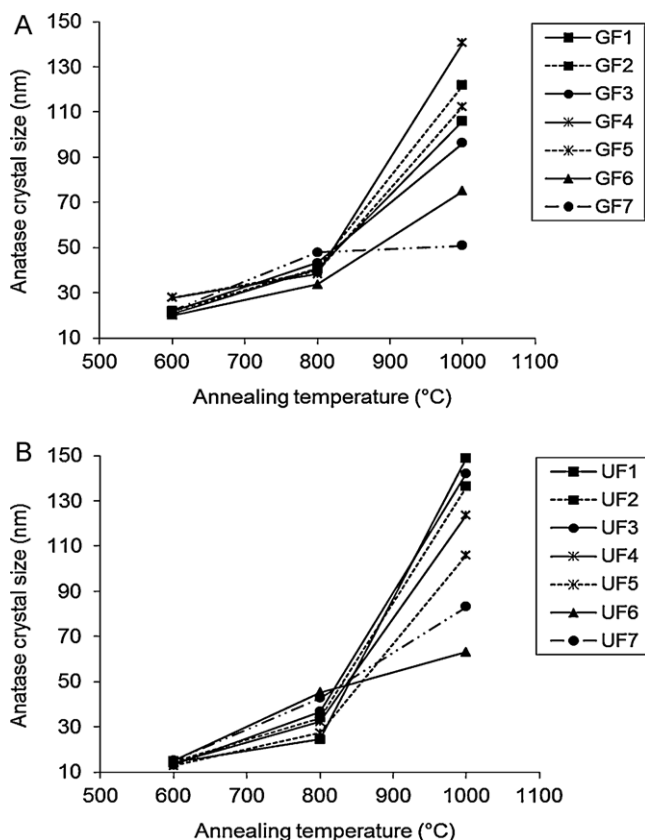 A
Anatase crystal size (nm)
150
130
110
90
70
50
30
10
500 600 700 800 900 1000 1100
Annealing temperature (°C)
GF1
GF2
GF3
GF4
GF5
GF6
GF7
B
Anatase crystal size (nm)
150
130
110
90
70
50
30
10
500 600 700 800 900 1000 1100
Annealing temperature (°C)
UF1
UF2
UF3
UF4
UF5
UF6
UF7